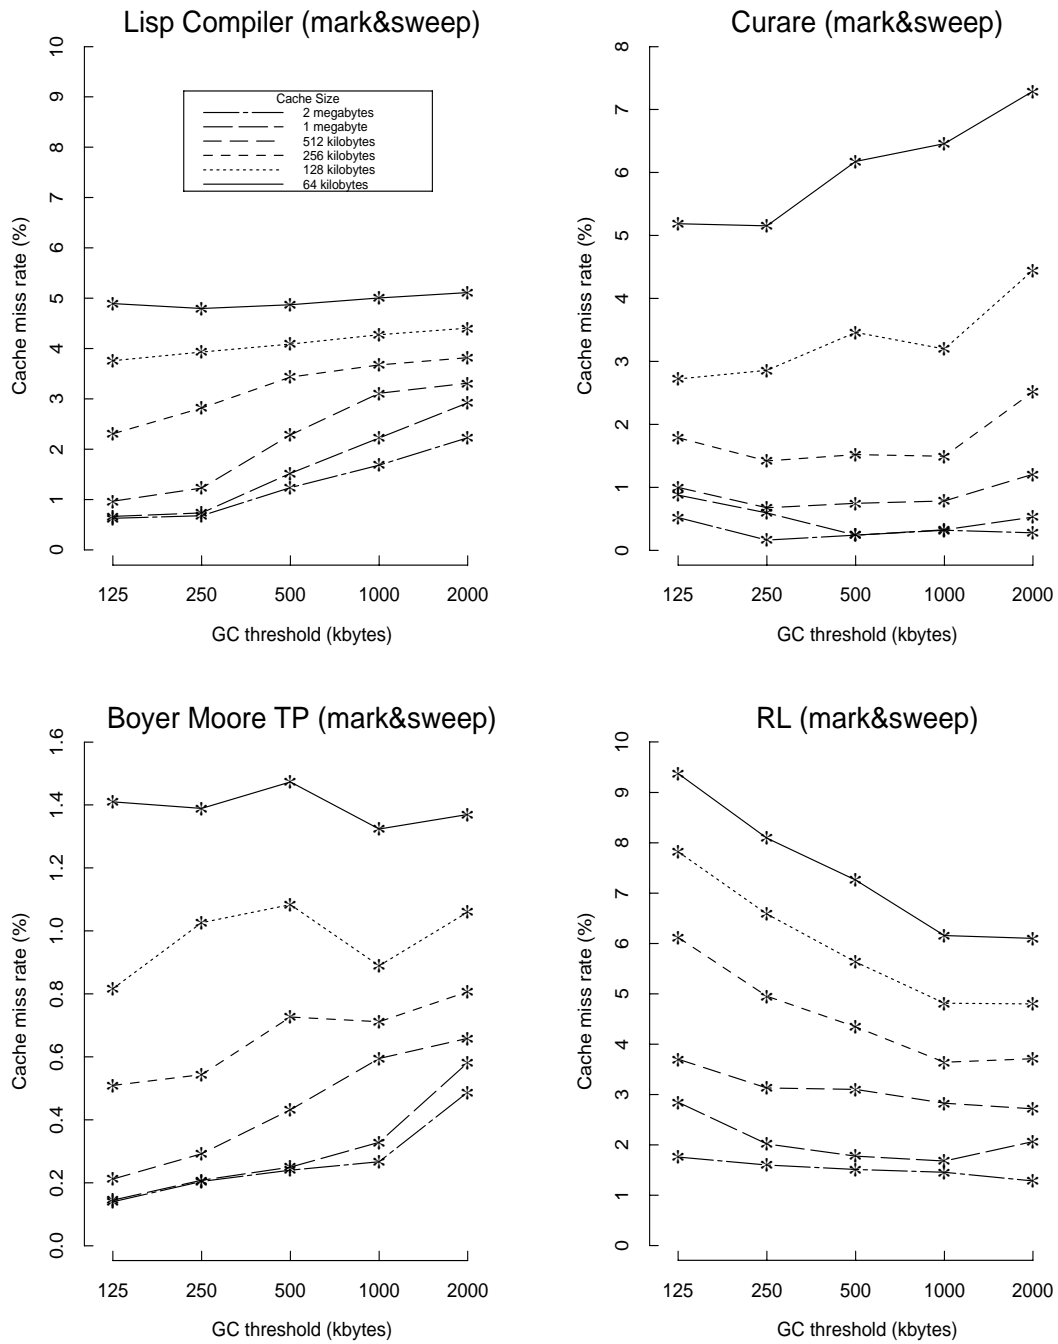 Lisp Compiler (mark&sweep)
10
9
8
7
6
5
4
3
2
1
0
Cache miss rate (%)
Cache Size
2 megabytes
1 megabyte
512 kilobytes
256 kilobytes
128 kilobytes
64 kilobytes
125 250 500 1000 2000
GC threshold (kbytes)
Curare (mark&sweep)
8
7
6
5
4
3
2
1
0
Cache miss rate (%)
125 250 500 1000 2000
GC threshold (kbytes)
Boyer Moore TP (mark&sweep)
1.6
1.4
1.2
1.0
0.8
0.6
0.4
0.2
0.0
Cache miss rate (%)
125 250 500 1000 2000
GC threshold (kbytes)
RL (mark&sweep)
10
9
8
7
6
5
4
3
2
1
0
Cache miss rate (%)
125 250 500 1000 2000
GC threshold (kbytes)